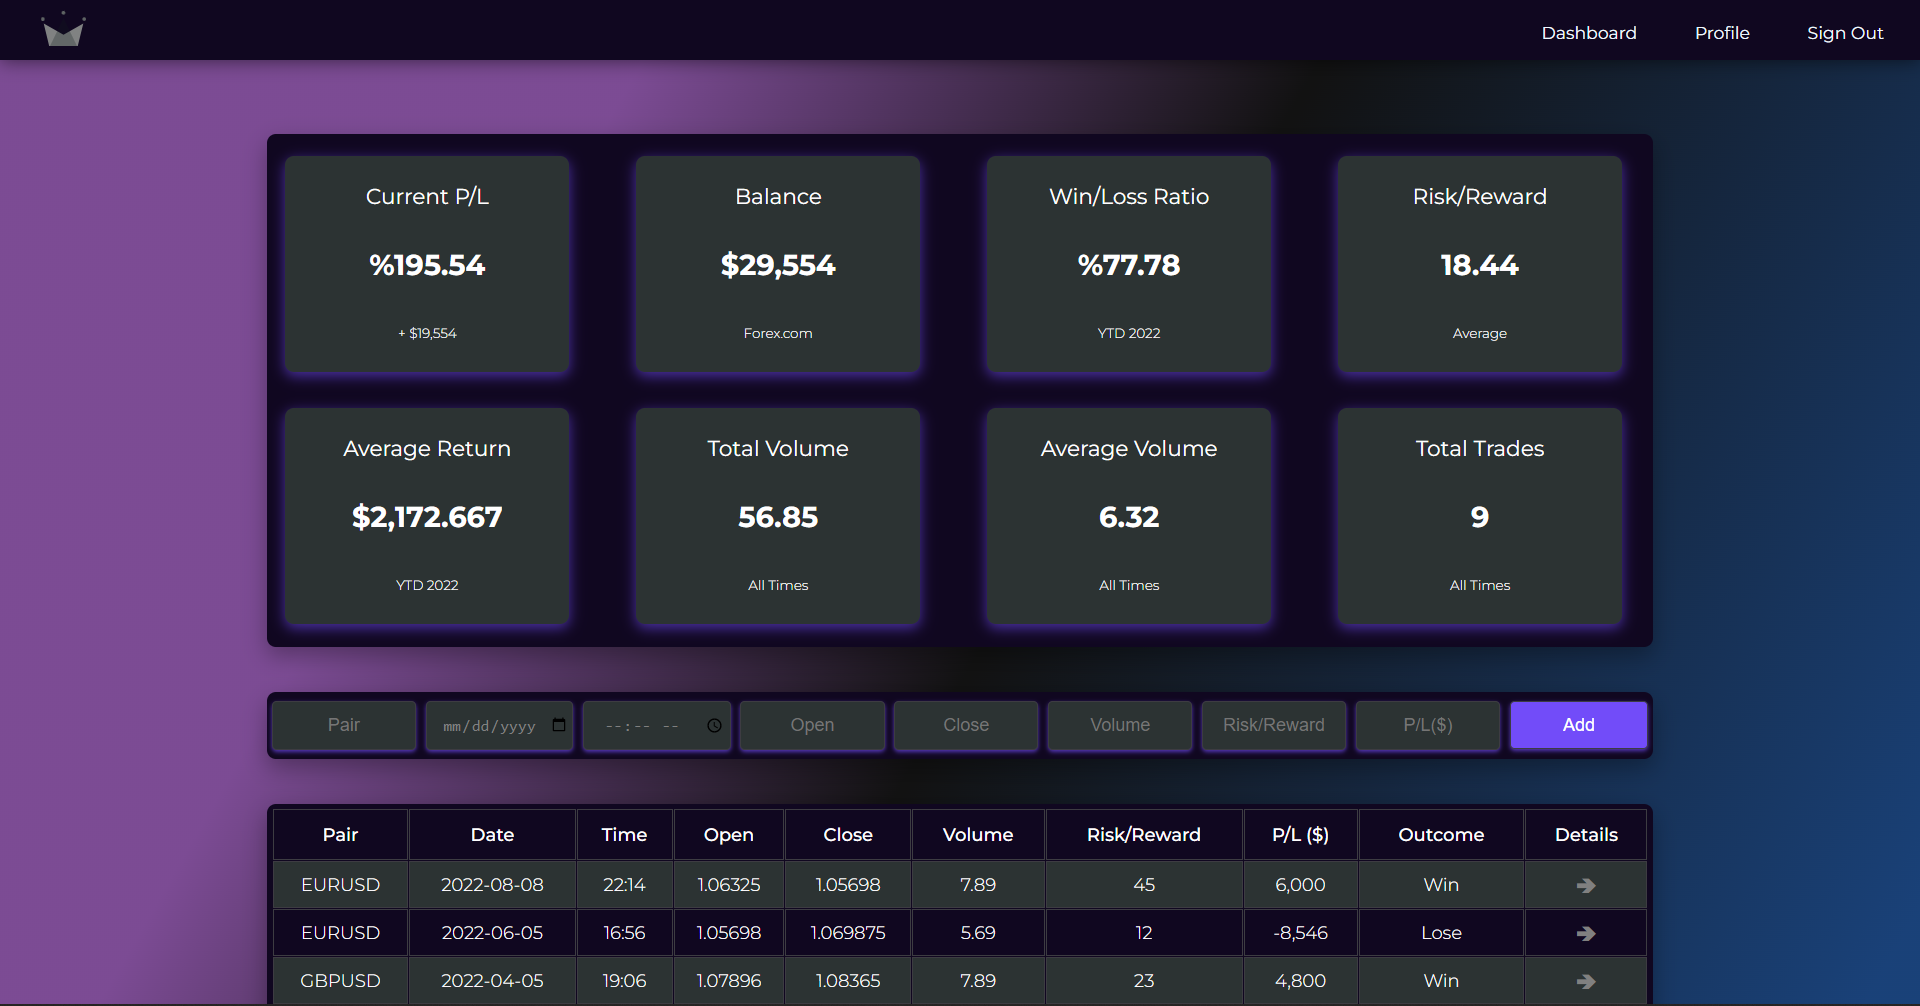 Dashboard Profile Sign Out
Current P/L Balance Win/Loss Ratio Risk/Reward
%195.54 $29,554 %77.78 18.44
+ $19,554 Forex.com YTD 2022 Average
Average Return Total Volume Average Volume Total Trades
$2,172.667 56.85 6.32 9
YTD 2022 All Times All Times All Times
Pair mm/dd/yyyy --:-- -- Open Close Volume Risk/Reward P/L($) Add
Pair Date Time Open Close Volume Risk/Reward P/L ($) Outcome Details
EURUSD 2022-08-08 22:14 1.06325 1.05698 7.89 45 6,000 Win
EURUSD 2022-06-05 16:56 1.05698 1.069875 5.69 12 -8,546 Lose
GBPUSD 2022-04-05 19:06 1.07896 1.08365 7.89 23 4,800 Win